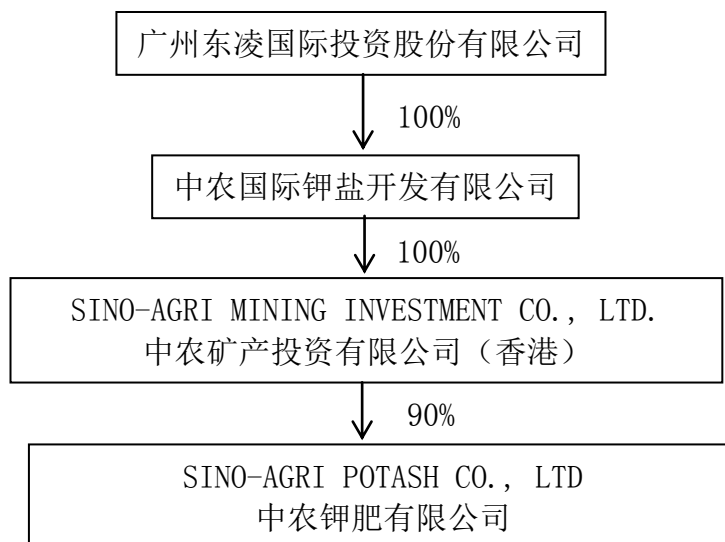 广州东凌国际投资股份有限公司
100%
中农国际钾盐开发有限公司
100%
SINO-AGRI MINING INVESTMENT CO., LTD.
中农矿产投资有限公司（香港）
90%
SINO-AGRI POTASH CO., LTD
中农钾肥有限公司